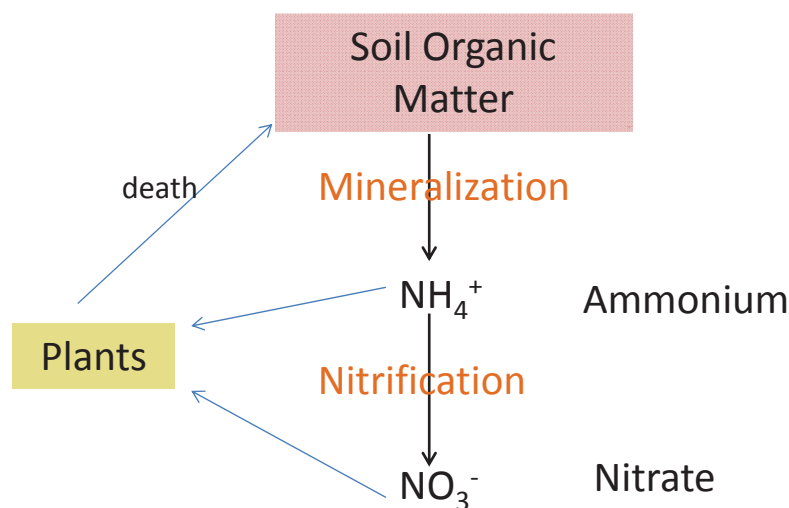 Soil Organic
Matter
death
Mineralization
NH₄⁺
Ammonium
Plants
Nitrification
NO₃⁻
Nitrate